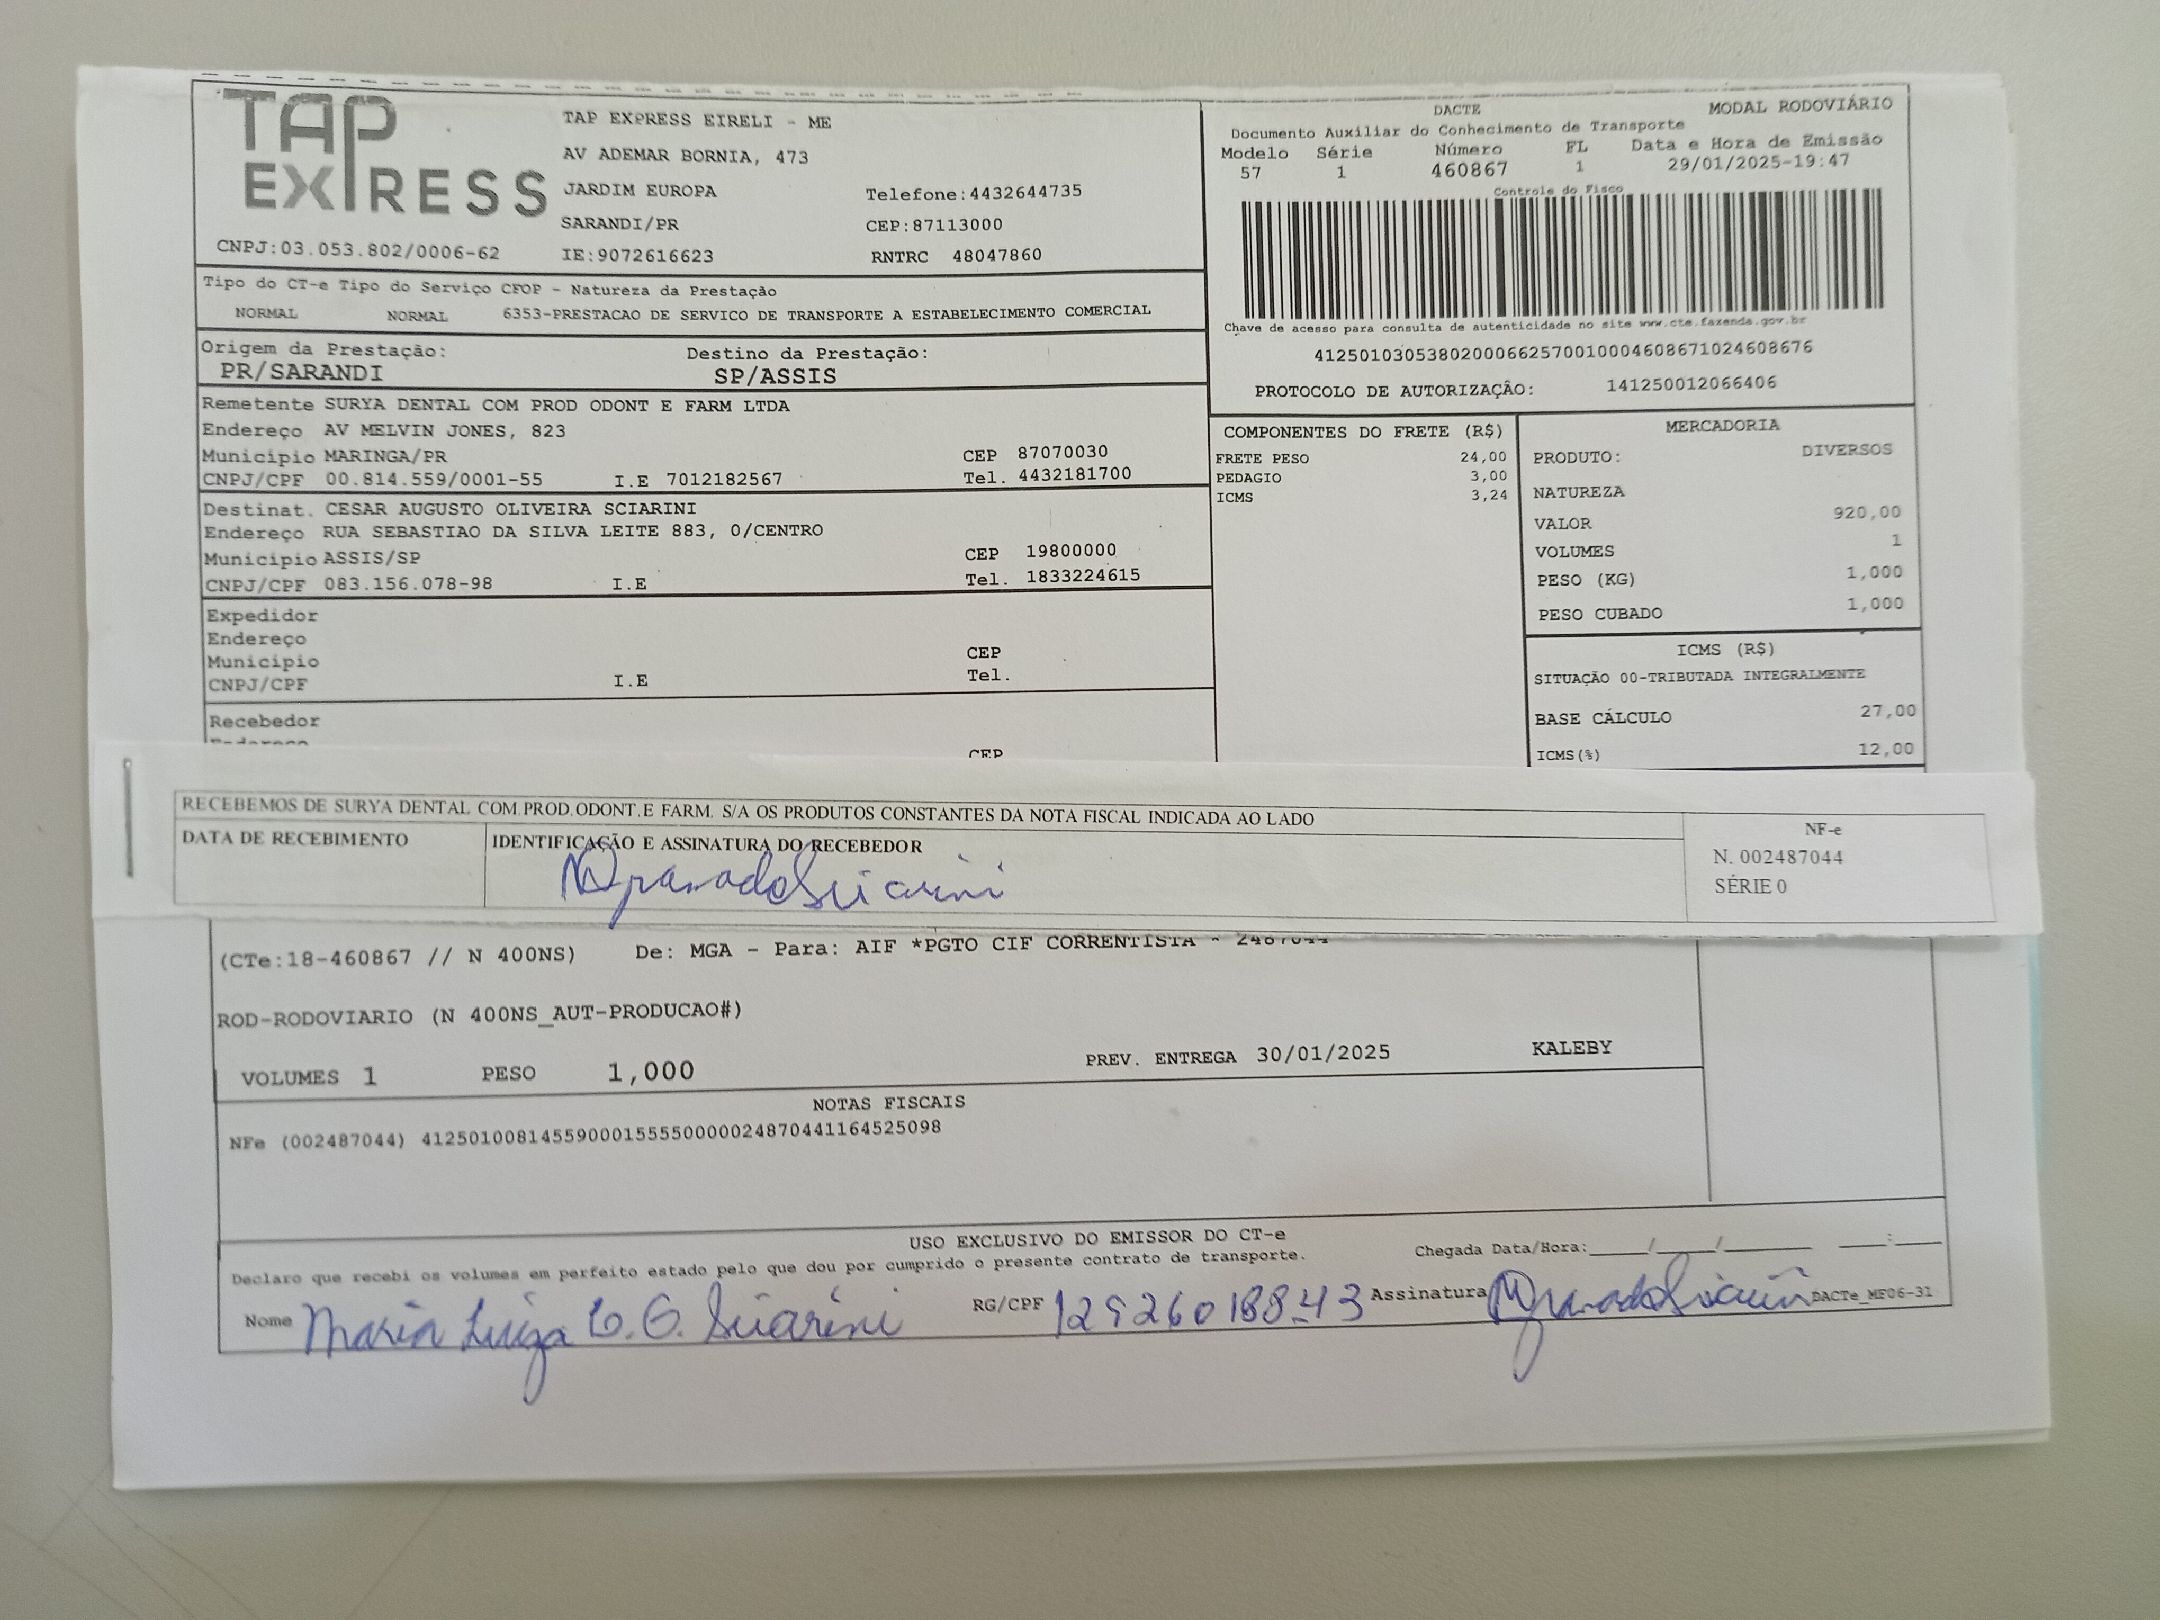 TAP EXPRESS
TAP EXPRESS EIRELI - ME
AV ADEMAR BORNIA, 473
JARDIM EUROPA Telefone:4432644735
SARANDI/PR CEP:87113000
CNPJ:03.053.802/0006-62 IE:9072616623 RNTRC 48047860
DACTE MODAL RODOVIÁRIO
Documento Auxiliar do Conhecimento de Transporte
Modelo Série Número FL Data e Hora de Emissão
57 1 460867 1 29/01/2025-19:47
Controle do Fisco
Chave de acesso para consulta de autenticidade no site www.cte.fazenda.gov.br
41250103053802000662570010004608671024608676
PROTOCOLO DE AUTORIZAÇÃO: 141250012066406
Tipo do CT-e Tipo do Serviço CFOP - Natureza da Prestação
NORMAL NORMAL 6353-PRESTACAO DE SERVICO DE TRANSPORTE A ESTABELECIMENTO COMERCIAL
Origem da Prestação: Destino da Prestação:
PR/SARANDI SP/ASSIS
Remetente SURYA DENTAL COM PROD ODONT E FARM LTDA
Endereço AV MELVIN JONES, 823
Município MARINGA/PR CEP 87070030
CNPJ/CPF 00.814.559/0001-55 I.E 7012182567 Tel. 4432181700
Destinat. CESAR AUGUSTO OLIVEIRA SCIARINI
Endereço RUA SEBASTIAO DA SILVA LEITE 883, 0/CENTRO
Município ASSIS/SP CEP 19800000
CNPJ/CPF 083.156.078-98 I.E Tel. 1833224615
Expedidor
Endereço
Município CEP
CNPJ/CPF I.E Tel.
Recebedor
Endereço CEP
COMPONENTES DO FRETE (R$)
FRETE PESO 24,00
PEDAGIO 3,00
ICMS 3,24
MERCADORIA
PRODUTO: DIVERSOS
NATUREZA
VALOR 920,00
VOLUMES 1
PESO (KG) 1,000
PESO CUBADO 1,000
ICMS (R$)
SITUAÇÃO 00-TRIBUTADA INTEGRALMENTE
BASE CÁLCULO 27,00
ICMS(%) 12,00
RECEBEMOS DE SURYA DENTAL COM.PROD.ODONT.E FARM. S/A OS PRODUTOS CONSTANTES DA NOTA FISCAL INDICADA AO LADO
DATA DE RECEBIMENTO IDENTIFICAÇÃO E ASSINATURA DO RECEBEDOR
NF-e
N. 002487044
SÉRIE 0
(CTe:18-460867 // N 400NS) De: MGA - Para: AIF *PGTO CIF CORRENTISTA - 2487044
ROD-RODOVIARIO (N 400NS_AUT-PRODUCAO#)
VOLUMES 1 PESO 1,000 PREV. ENTREGA 30/01/2025 KALEBY
NOTAS FISCAIS
NFe (002487044) 41250100814559000155550000024870441164525098
USO EXCLUSIVO DO EMISSOR DO CT-e
Declaro que recebi os volumes em perfeito estado pelo que dou por cumprido o presente contrato de transporte. Chegada Data/Hora:_____/_____/_______ ____:____
Nome Maria Luiza C. G. Sciarini RG/CPF 129260188-43 Assinatura DACTe_MF06-31